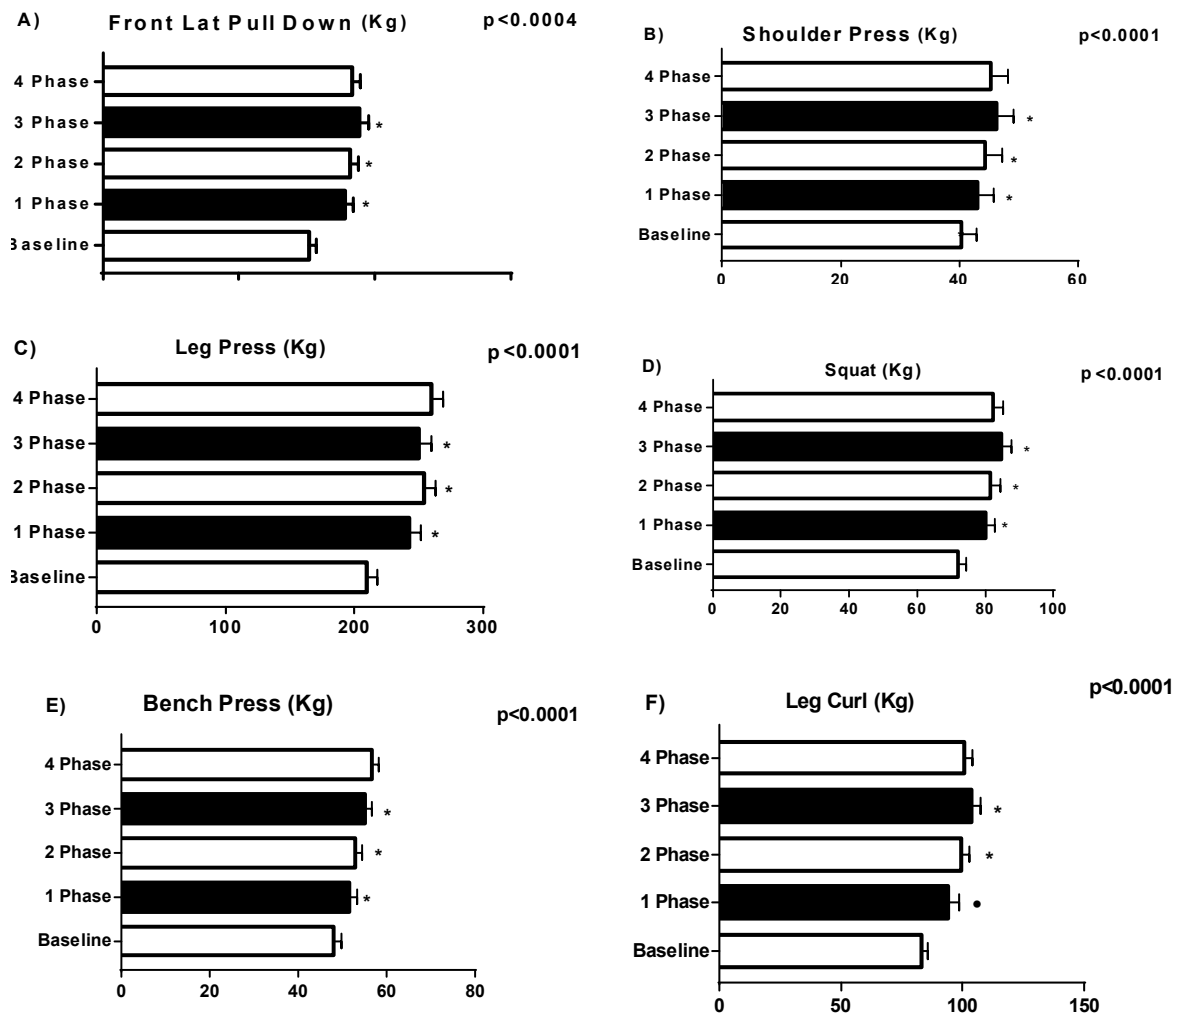 A) Front Lat Pull Down (Kg) p<0.0004
4 Phase
3 Phase *
2 Phase *
1 Phase *
Baseline
B) Shoulder Press (Kg) p<0.0001
4 Phase
3 Phase *
2 Phase *
1 Phase *
Baseline
0 20 40 60
C) Leg Press (Kg) p<0.0001
4 Phase
3 Phase *
2 Phase *
1 Phase *
Baseline
0 100 200 300
D) Squat (Kg) p<0.0001
4 Phase
3 Phase *
2 Phase *
1 Phase *
Baseline
0 20 40 60 80 100
E) Bench Press (Kg) p<0.0001
4 Phase
3 Phase *
2 Phase *
1 Phase *
Baseline
0 20 40 60 80
F) Leg Curl (Kg) p<0.0001
4 Phase
3 Phase *
2 Phase *
1 Phase •
Baseline
0 50 100 150